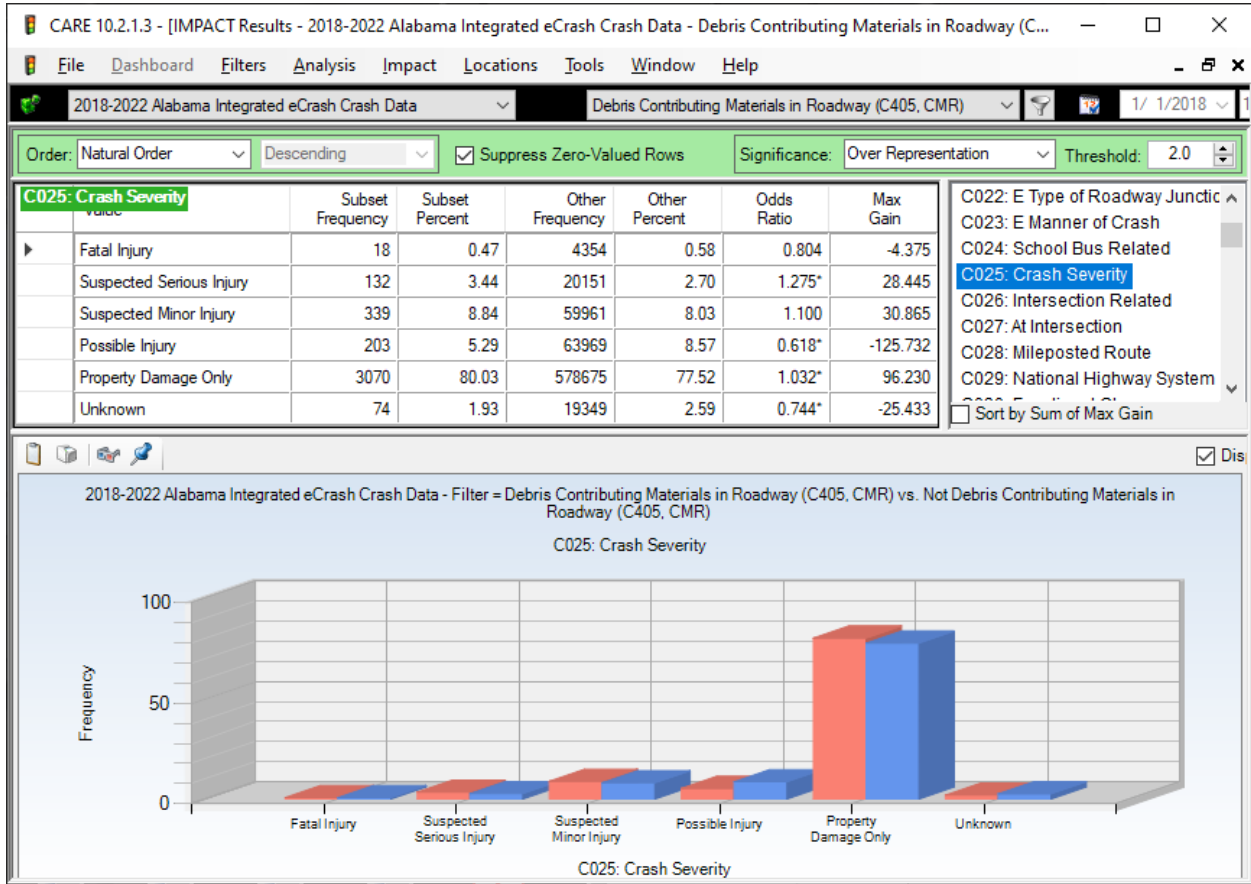 CARE 10.2.1.3 - [IMPACT Results - 2018-2022 Alabama Integrated eCrash Crash Data - Debris Contributing Materials in Roadway (C...
File Dashboard Filters Analysis Impact Locations Tools Window Help
2018-2022 Alabama Integrated eCrash Crash Data Debris Contributing Materials in Roadway (C405, CMR) 1/ 1/2018
Order: Natural Order Descending Suppress Zero-Valued Rows Significance: Over Representation Threshold: 2.0
C025: Crash Severity Subset Frequency Subset Percent Other Frequency Other Percent Odds Ratio Max Gain
Fatal Injury 18 0.47 4354 0.58 0.804 -4.375
Suspected Serious Injury 132 3.44 20151 2.70 1.275* 28.445
Suspected Minor Injury 339 8.84 59961 8.03 1.100 30.865
Possible Injury 203 5.29 63969 8.57 0.618* -125.732
Property Damage Only 3070 80.03 578675 77.52 1.032* 96.230
Unknown 74 1.93 19349 2.59 0.744* -25.433
C022: E Type of Roadway Junctic
C023: E Manner of Crash
C024: School Bus Related
C025: Crash Severity
C026: Intersection Related
C027: At Intersection
C028: Mileposted Route
C029: National Highway System
Sort by Sum of Max Gain
Dis
2018-2022 Alabama Integrated eCrash Crash Data - Filter = Debris Contributing Materials in Roadway (C405, CMR) vs. Not Debris Contributing Materials in
Roadway (C405, CMR)
C025: Crash Severity
100
50
0
Frequency
Fatal Injury
Suspected
Serious Injury
Suspected
Minor Injury
Possible Injury
Property
Damage Only
Unknown
C025: Crash Severity